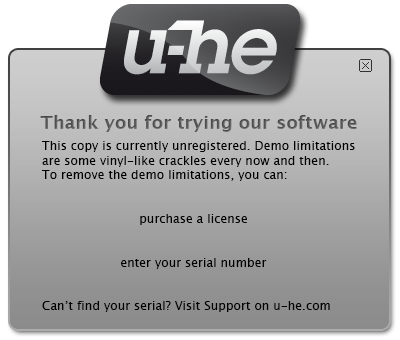 u-he
Thank you for trying our software
This copy is currently unregistered. Demo limitations
are some vinyl-like crackles every now and then.
To remove the demo limitations, you can:
purchase a license
enter your serial number
Can't find your serial? Visit Support on u-he.com